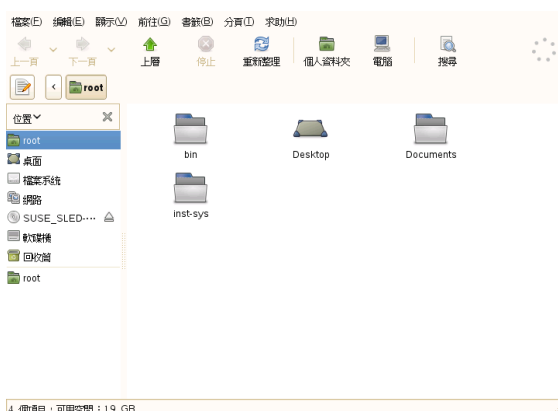 檔案(F) 編輯(E) 顯示(V) 前往(G) 書籤(B) 分頁(T) 求助(H)
上一頁 下一頁 上層 停止 重新整理 個人資料夾 電腦 搜尋
root
位置
root
桌面
檔案系統
網路
SUSE_SLED-...
軟碟機
回收筒
root
bin Desktop Documents
inst-sys
4 個項目，可用空間：1.9 GB